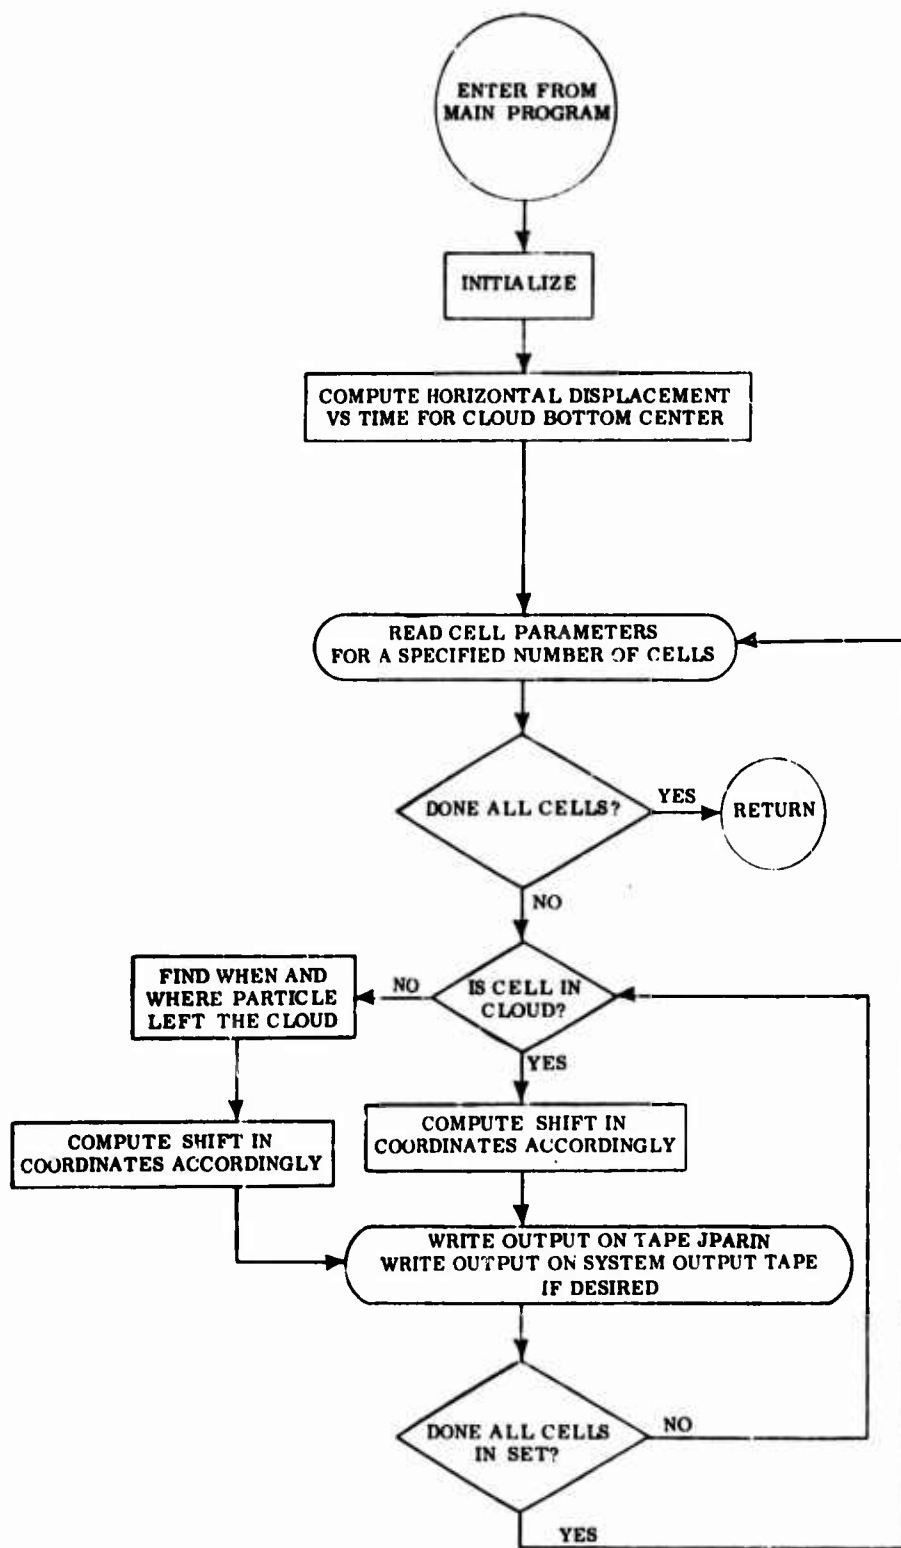 ENTER FROM
MAIN PROGRAM
INITIALIZE
COMPUTE HORIZONTAL DISPLACEMENT
VS TIME FOR CLOUD BOTTOM CENTER
READ CELL PARAMETERS
FOR A SPECIFIED NUMBER OF CELLS
DONE ALL CELLS?
YES
RETURN
NO
IS CELL IN
CLOUD?
NO
FIND WHEN AND
WHERE PARTICLE
LEFT THE CLOUD
YES
COMPUTE SHIFT IN
COORDINATES ACCORDINGLY
COMPUTE SHIFT IN
COORDINATES ACCORDINGLY
WRITE OUTPUT ON TAPE JPARIN
WRITE OUTPUT ON SYSTEM OUTPUT TAPE
IF DESIRED
DONE ALL CELLS
IN SET?
NO
YES